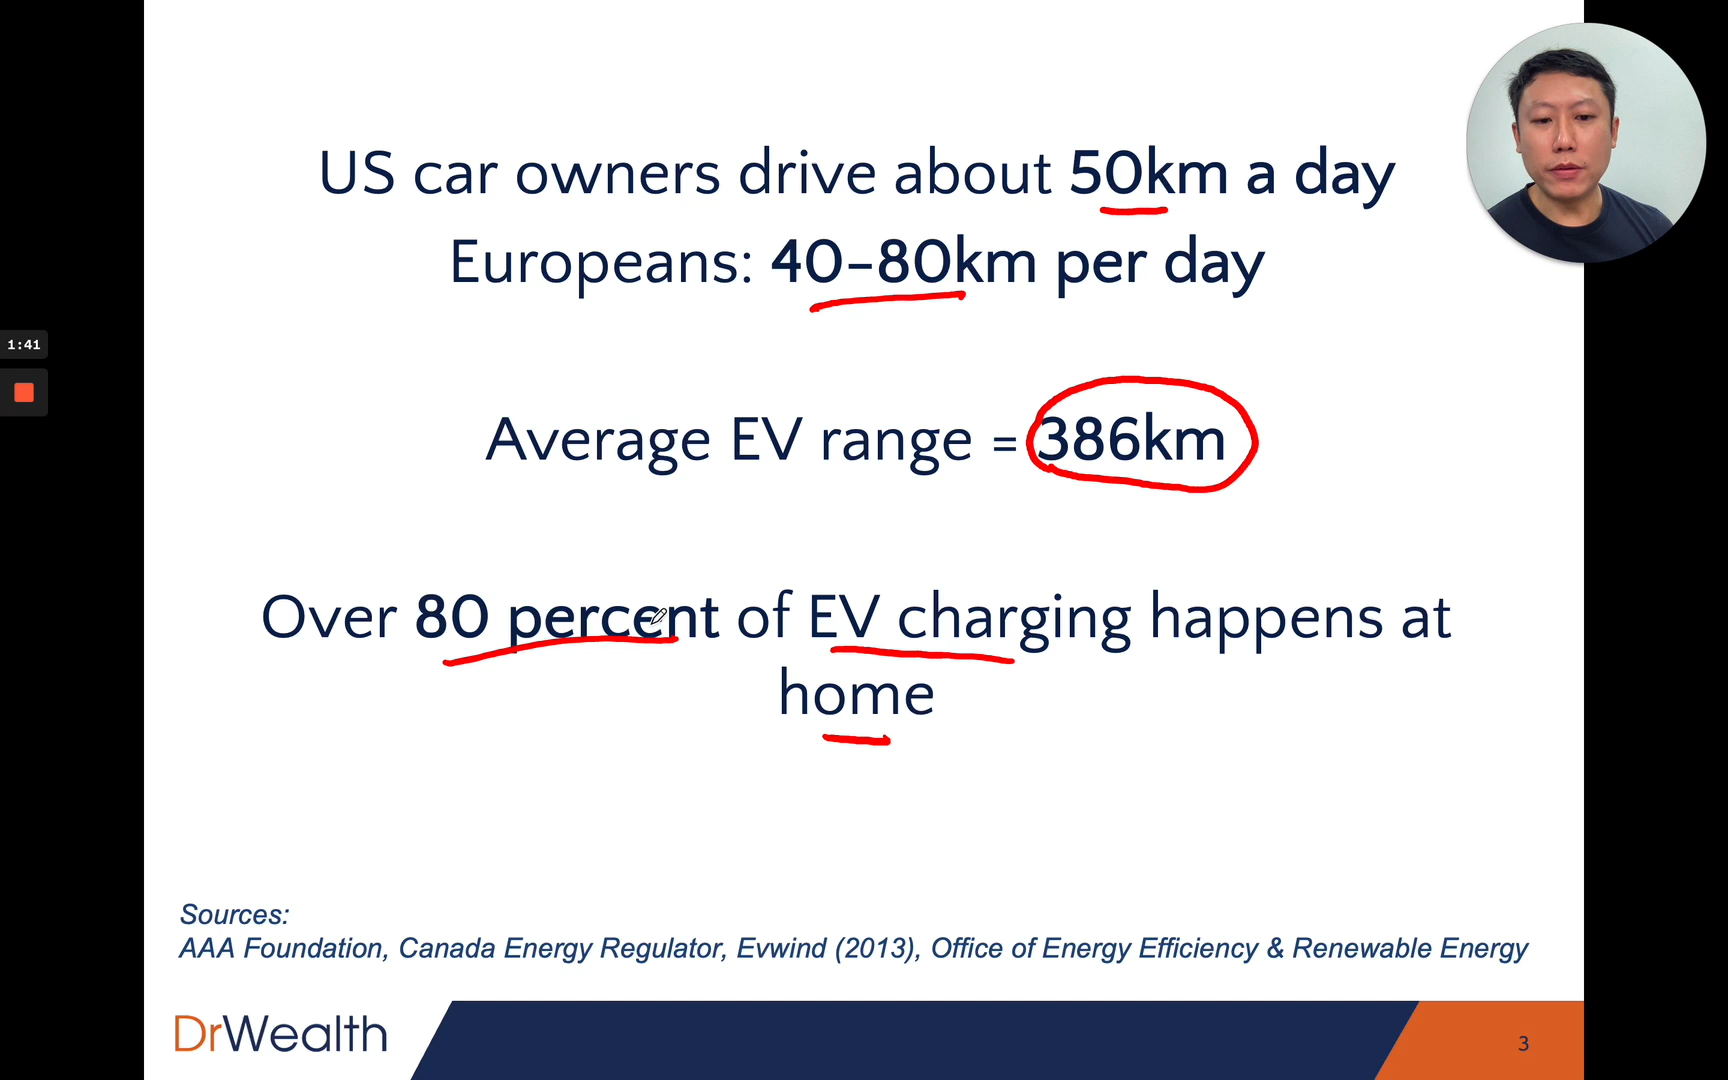 US car owners drive about 50km a day
Europeans: 40–80km per day
1:41
Average EV range = 386km
Over 80 percent of EV charging happens at
home
Sources:
AAA Foundation, Canada Energy Regulator, Evwind (2013), Office of Energy Efficiency & Renewable Energy
DrWealth
3